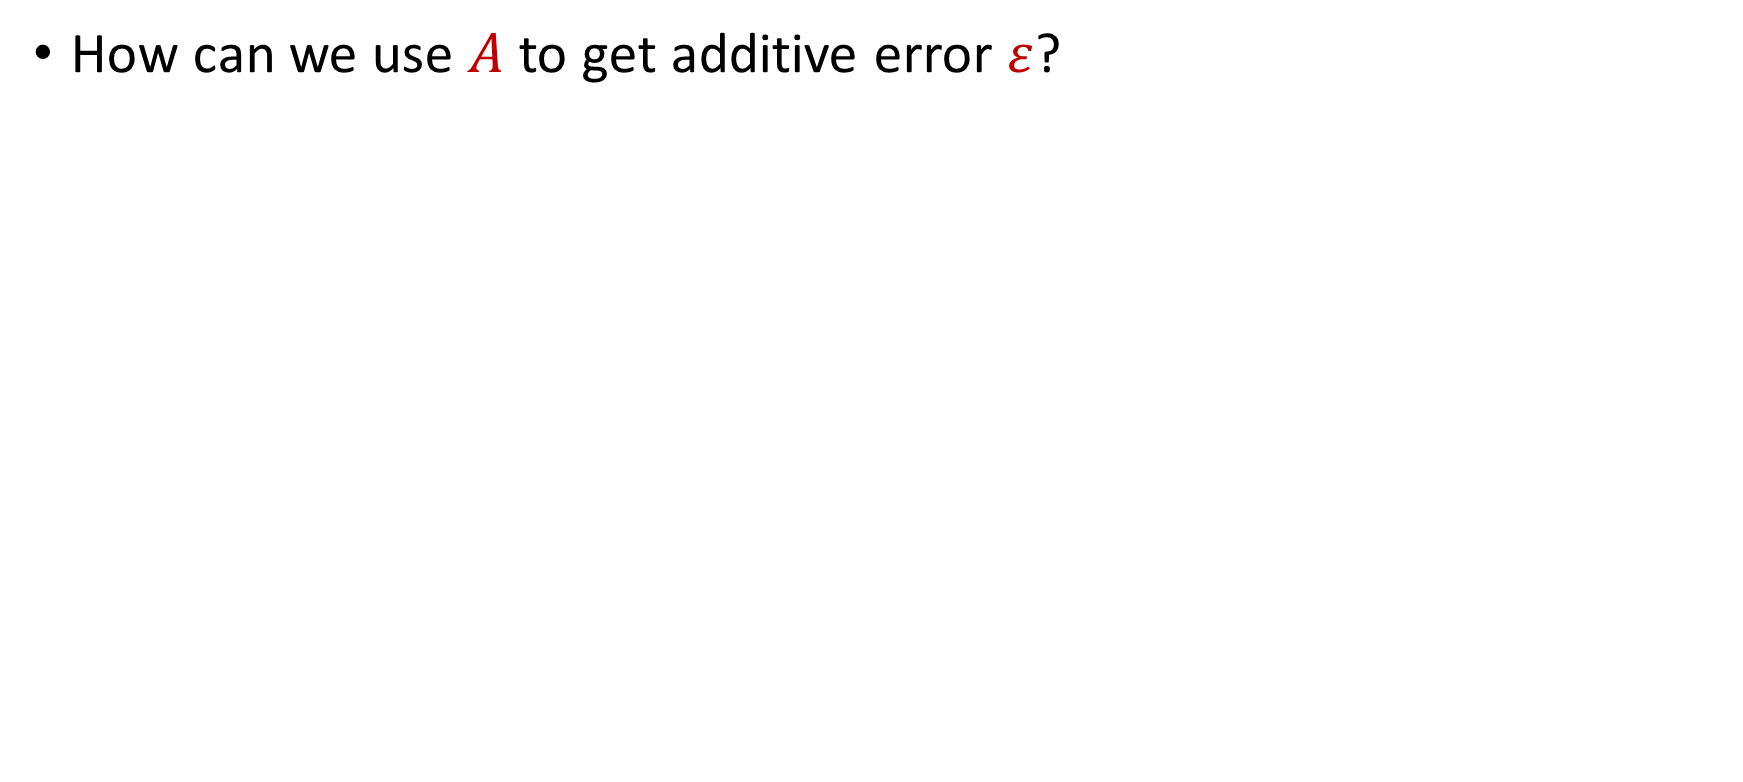 • How can we use A to get additive error ε?